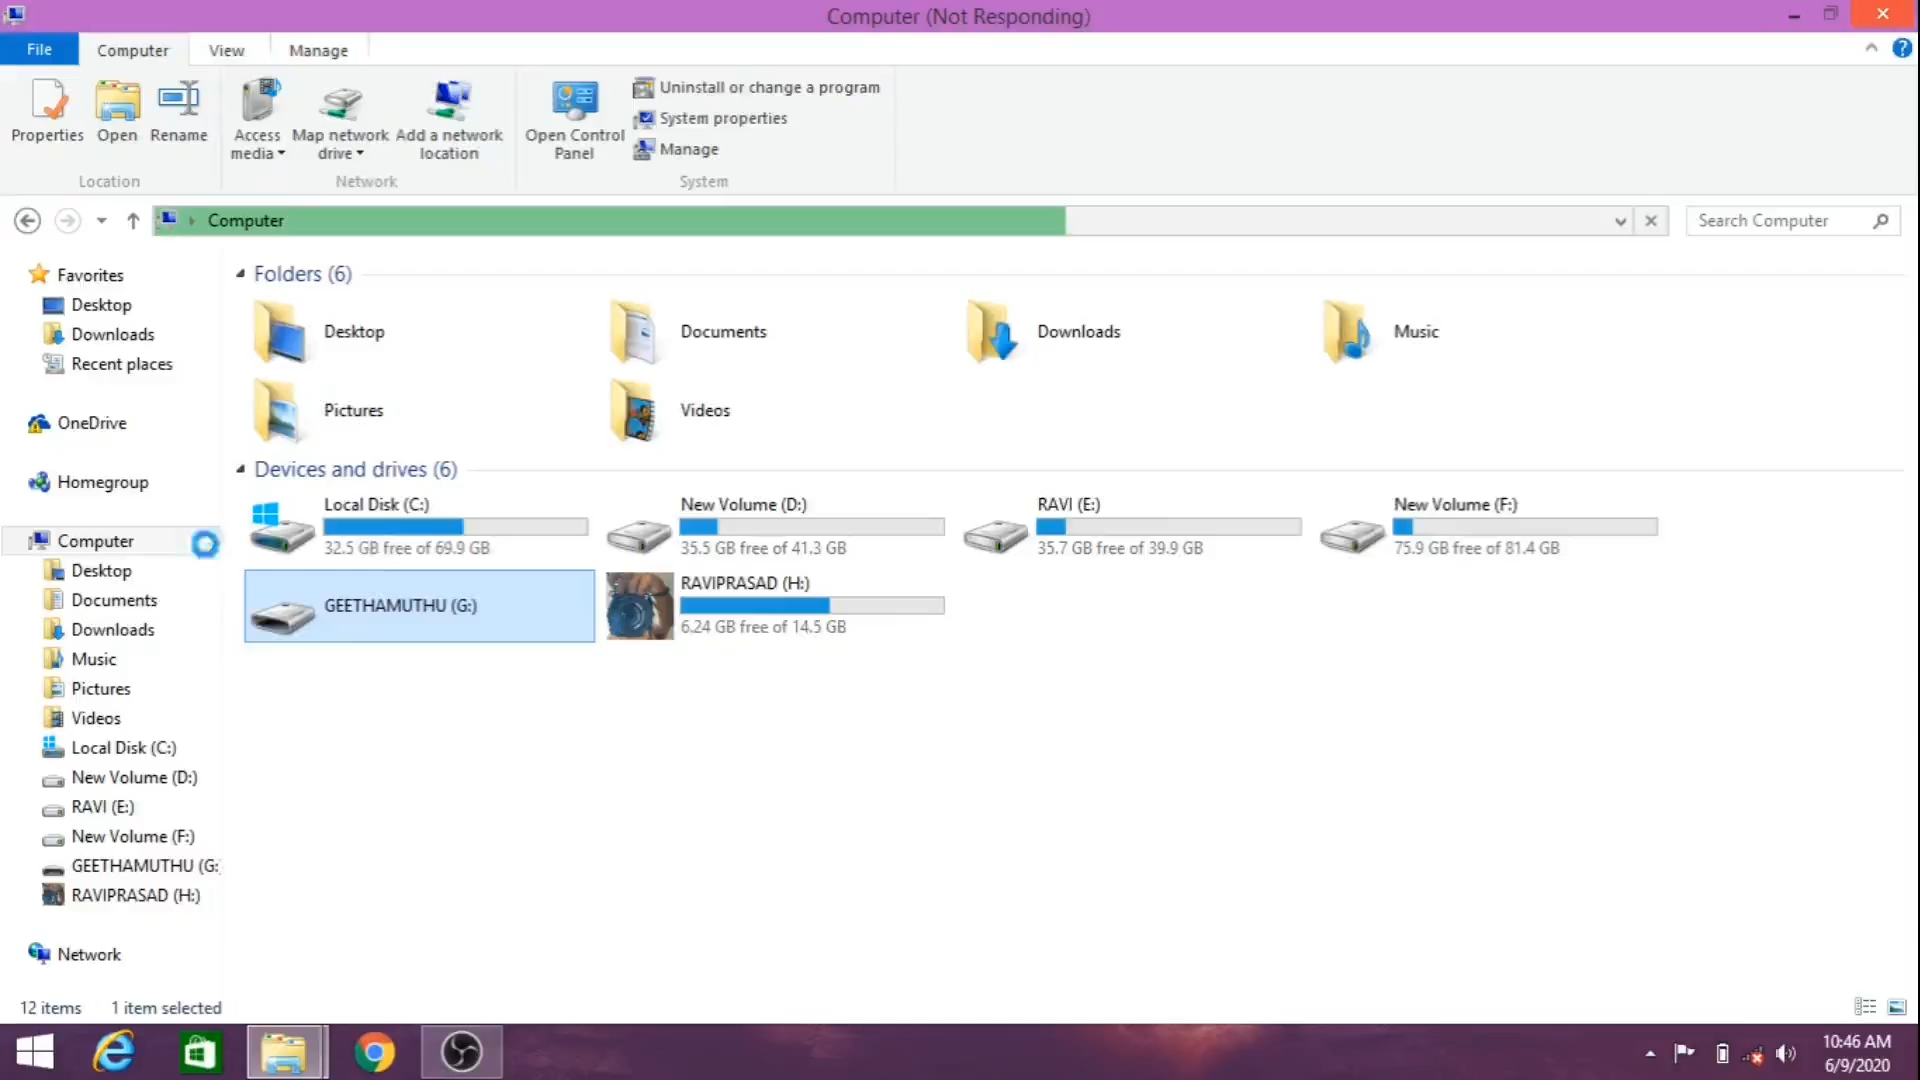 Computer (Not Responding)
File
Computer
View
Manage
Properties
Open
Rename
Access
media
Map network
drive
Add a network
location
Open Control
Panel
Uninstall or change a program
System properties
Manage
Location
Network
System
Computer
Search Computer
Favorites
Desktop
Downloads
Recent places
OneDrive
Homegroup
Computer
Desktop
Documents
Downloads
Music
Pictures
Videos
Local Disk (C:)
New Volume (D:)
RAVI (E:)
New Volume (F:)
GEETHAMUTHU (G:
RAVIPRASAD (H:)
Network
Folders (6)
Desktop
Documents
Downloads
Music
Pictures
Videos
Devices and drives (6)
Local Disk (C:)
32.5 GB free of 69.9 GB
New Volume (D:)
35.5 GB free of 41.3 GB
RAVI (E:)
35.7 GB free of 39.9 GB
New Volume (F:)
75.9 GB free of 81.4 GB
GEETHAMUTHU (G:)
RAVIPRASAD (H:)
6.24 GB free of 14.5 GB
12 items
1 item selected
10:46 AM
6/9/2020